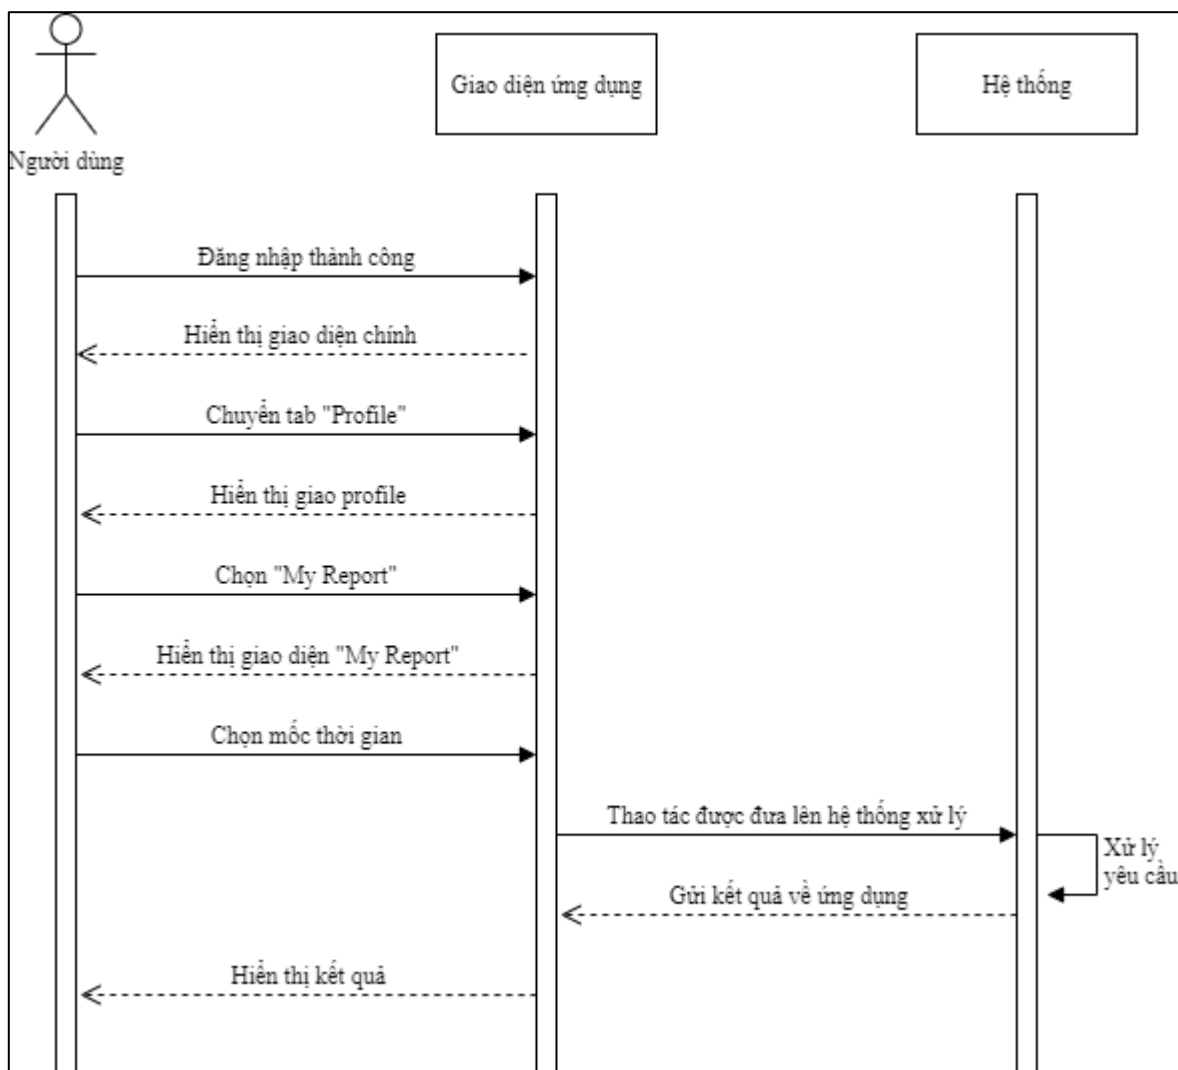 Người dùng
Giao diện ứng dụng
Hệ thống
Đăng nhập thành công
Hiển thị giao diện chính
Chuyển tab "Profile"
Hiển thị giao profile
Chọn "My Report"
Hiển thị giao diện "My Report"
Chọn mốc thời gian
Thao tác được đưa lên hệ thống xử lý
Xử lý
yêu cầu
Gửi kết quả về ứng dụng
Hiển thị kết quả